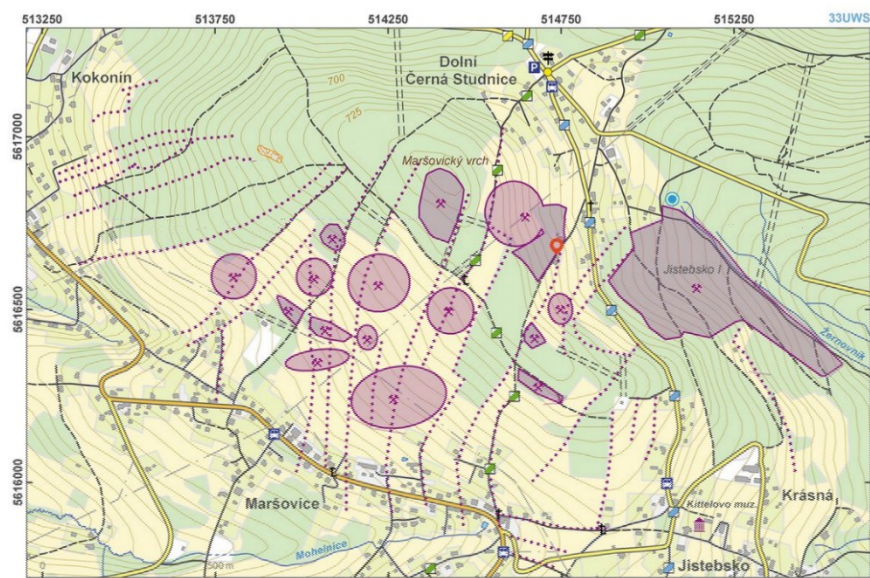 513250 513750 514250 514750 515250 33UWS
Dolní
Černá Studnice
P
Kokonín
700
725
5617000
Maršovický vrch
Jistebsko I
5616500
Žernovník
5616000
Maršovice
Kittelovo muz.
Krásná
Mohelnice
Jistebsko
0 500 m